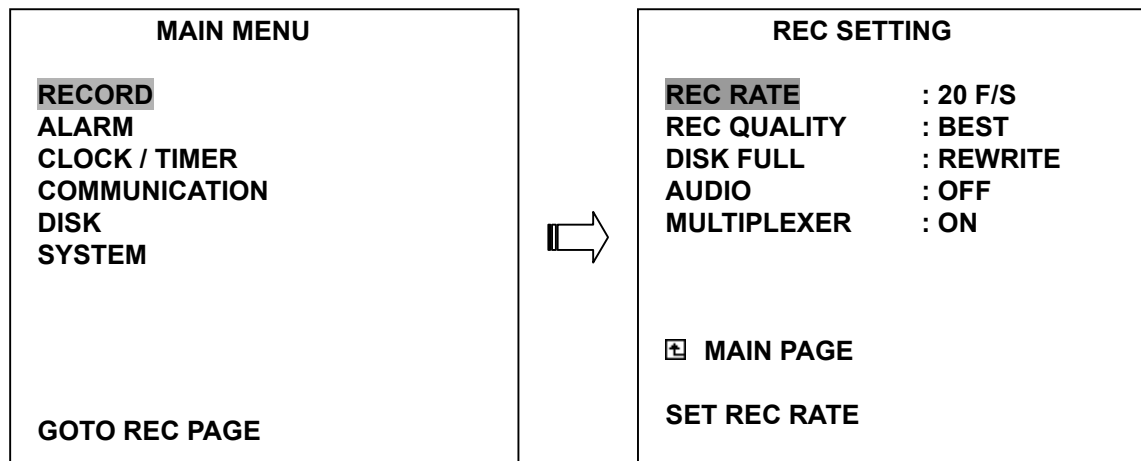 MAIN MENU
RECORD
ALARM
CLOCK / TIMER
COMMUNICATION
DISK
SYSTEM
GOTO REC PAGE
REC SETTING
REC RATE : 20 F/S
REC QUALITY : BEST
DISK FULL : REWRITE
AUDIO : OFF
MULTIPLEXER : ON
MAIN PAGE
SET REC RATE